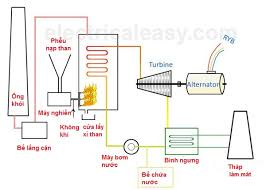 electricaleasy.com
Phễu
nạp than
RYB
Turbine
Alternator
Ống
khói
Máy nghiền
Không
khí
cửa lấy
xỉ than
Bể lắng cặn
Máy bơm
nước
Bể chứa
nước
Bình ngưng
Tháp
làm mát